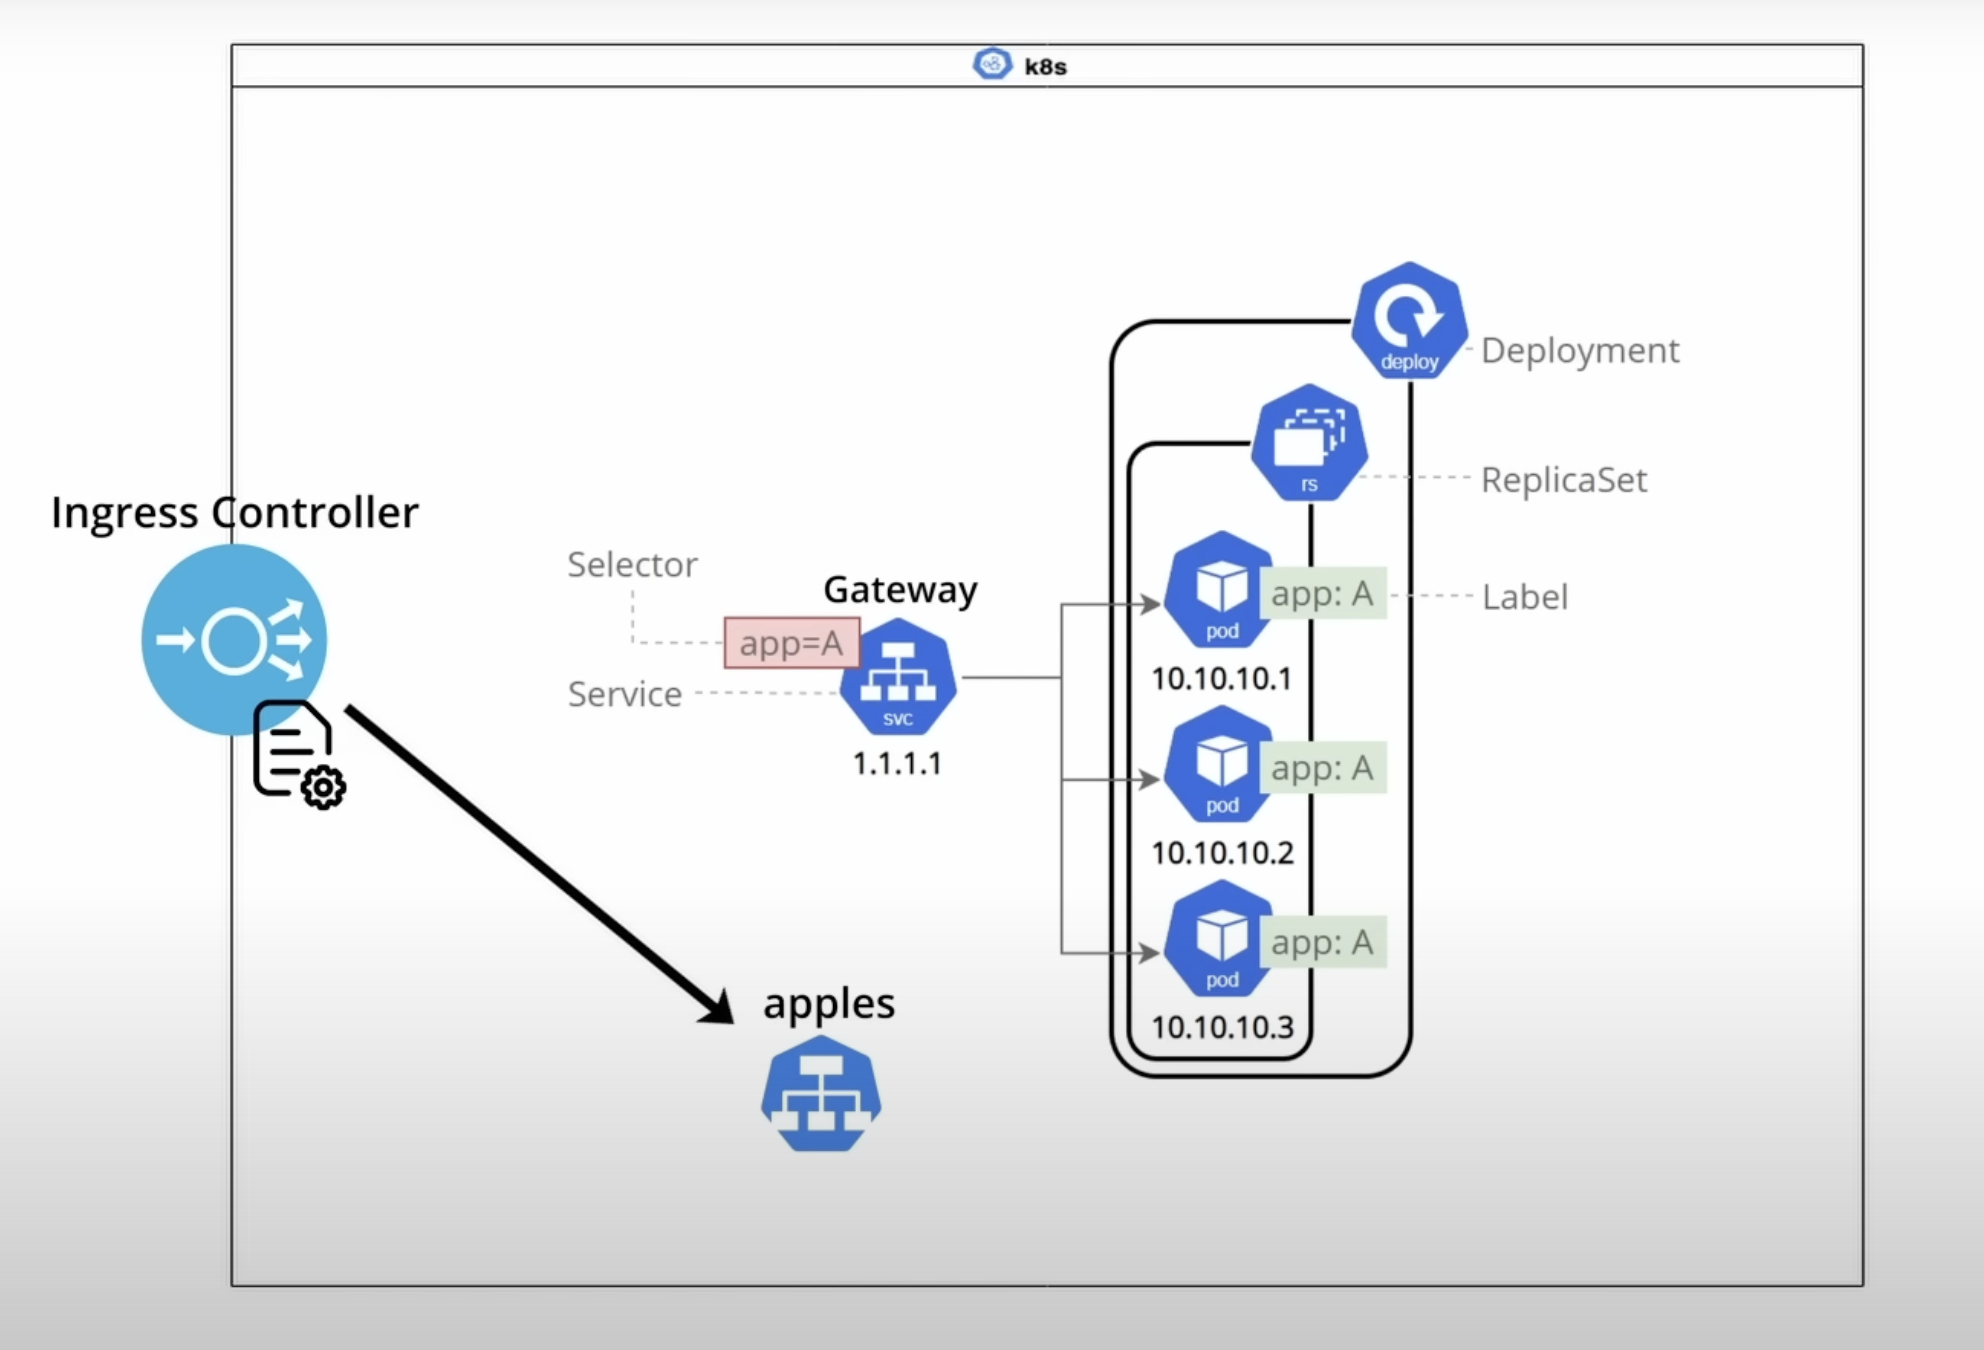 k8s
deploy
Deployment
rs
ReplicaSet
Ingress Controller
Selector
Gateway
app=A
Service
svc
1.1.1.1
pod
app: A
Label
10.10.10.1
pod
app: A
10.10.10.2
pod
app: A
10.10.10.3
apples